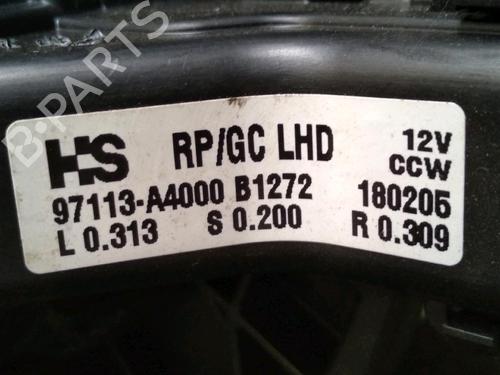 B-PARTS
HS RP/GC LHD 12V
CCW
97113-A4000 B1272 180205
L 0.313 S 0.200 R 0.309